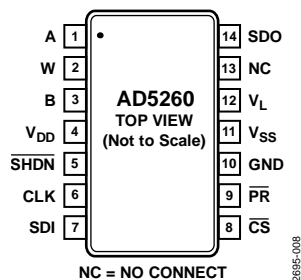 A 1 14 SDO
W 2 13 NC
B 3 AD5260 12 VL
VDD 4 TOP VIEW 11 VSS
SHDN 5 (Not to Scale) 10 GND
CLK 6 9 PR
SDI 7 8 CS
NC = NO CONNECT
2695-008